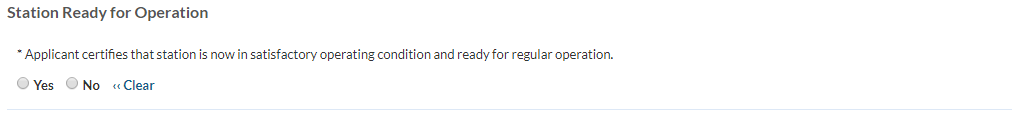 Station Ready for Operation
* Applicant certifies that station is now in satisfactory operating condition and ready for regular operation.
Yes No ‹‹ Clear